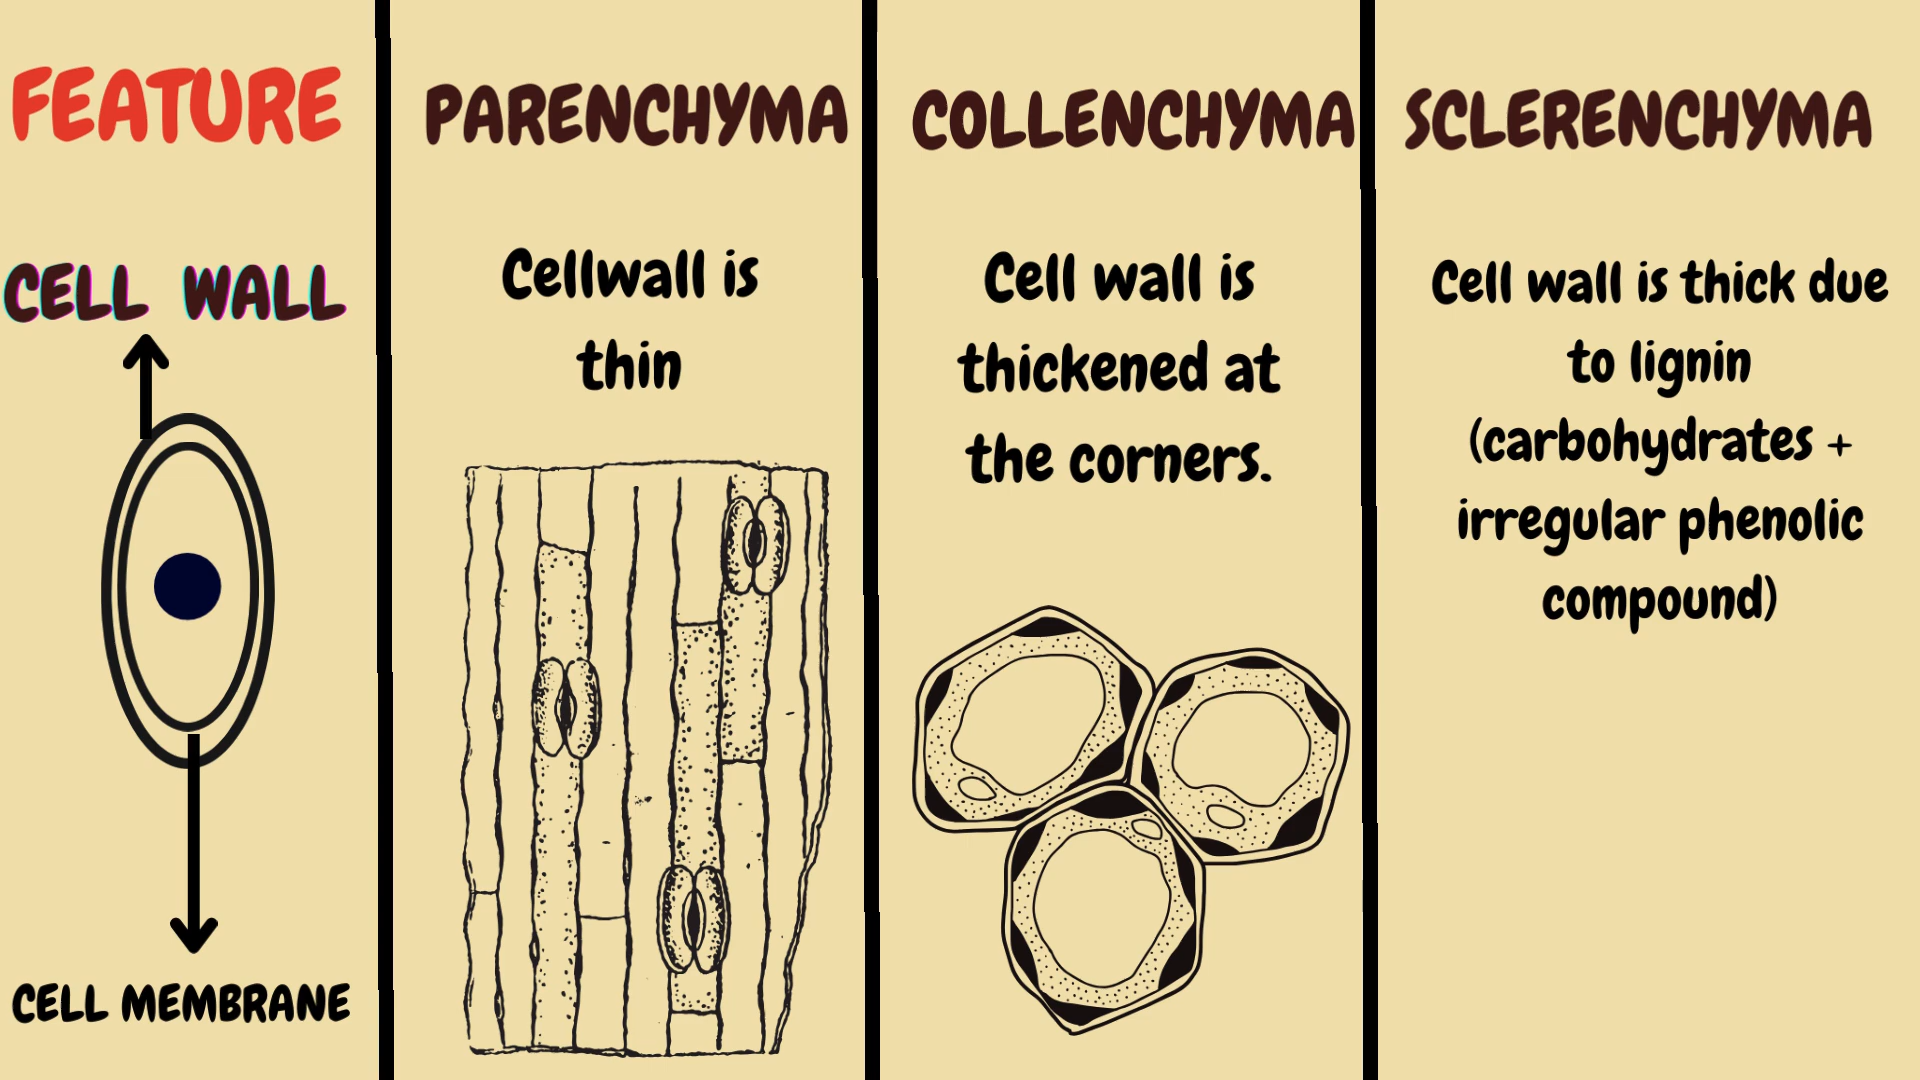 FEATURE
CELL WALL
CELL MEMBRANE
PARENCHYMA
Cellwall is
thin
COLLENCHYMA
Cell wall is
thickened at
the corners.
SCLERENCHYMA
Cell wall is thick due
to lignin
(carbohydrates +
irregular phenolic
compound)